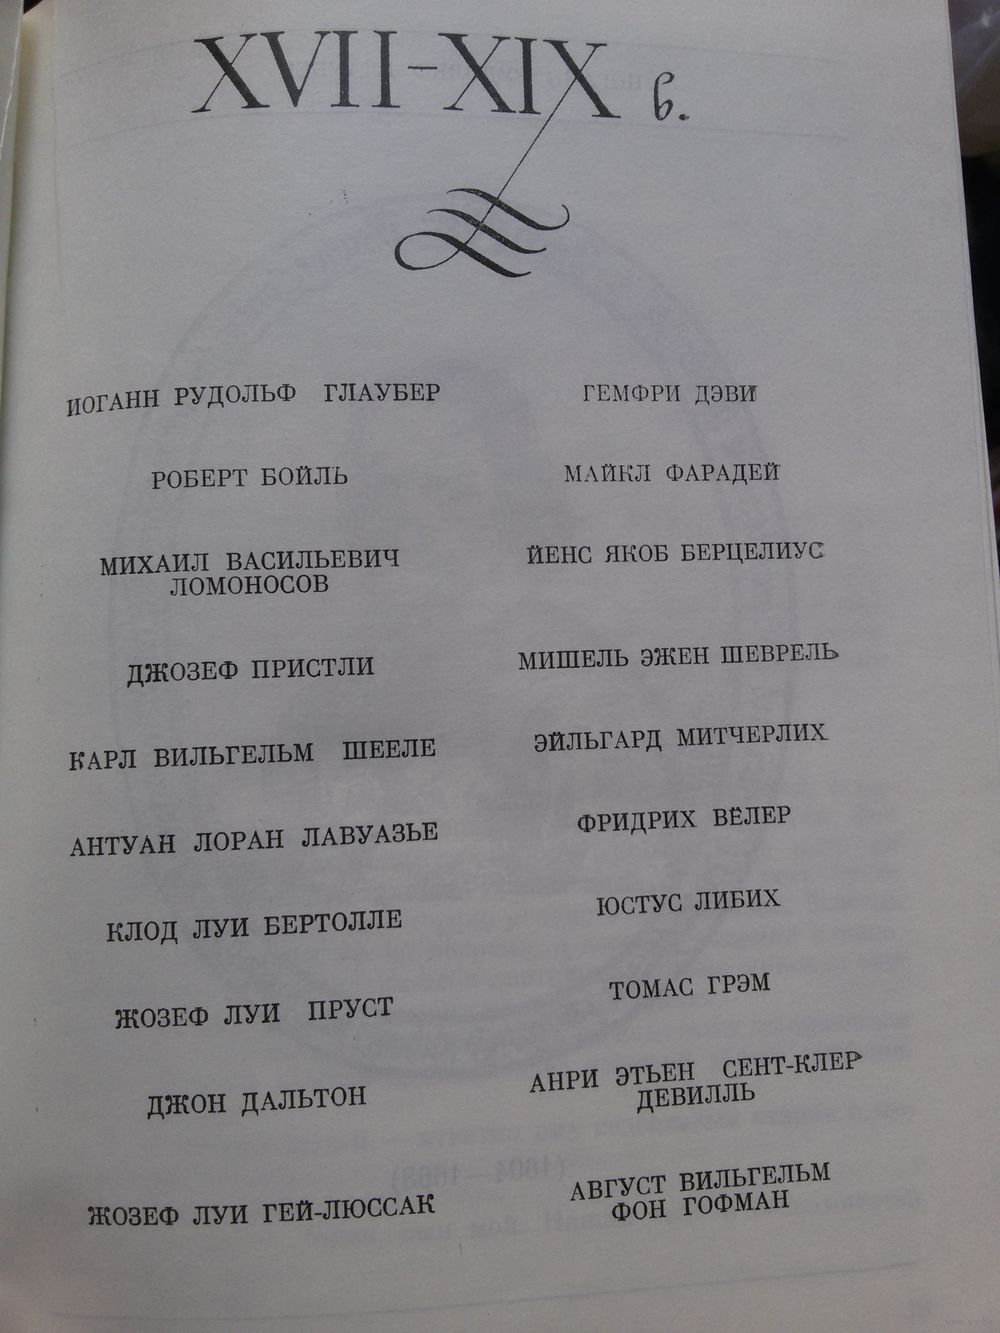 XVII–XIX в.
ИОГАНН РУДОЛЬФ ГЛАУБЕР
РОБЕРТ БОЙЛЬ
МИХАИЛ ВАСИЛЬЕВИЧ
ЛОМОНОСОВ
ДЖОЗЕФ ПРИСТЛИ
КАРЛ ВИЛЬГЕЛЬМ ШЕЕЛЕ
АНТУАН ЛОРАН ЛАВУАЗЬЕ
КЛОД ЛУИ БЕРТОЛЛЕ
ЖОЗЕФ ЛУИ ПРУСТ
ДЖОН ДАЛЬТОН
ЖОЗЕФ ЛУИ ГЕЙ-ЛЮССАК
ГЕМФРИ ДЭВИ
МАЙКЛ ФАРАДЕЙ
ЙЕНС ЯКОБ БЕРЦЕЛИУС
МИШЕЛЬ ЭЖЕН ШЕВРЕЛЬ
ЭЙЛЬГАРД МИТЧЕРЛИХ
ФРИДРИХ ВЁЛЕР
ЮСТУС ЛИБИХ
ТОМАС ГРЭМ
АНРИ ЭТЬЕН СЕНТ-КЛЕР
ДЕВИЛЛЬ
АВГУСТ ВИЛЬГЕЛЬМ
ФОН ГОФМАН